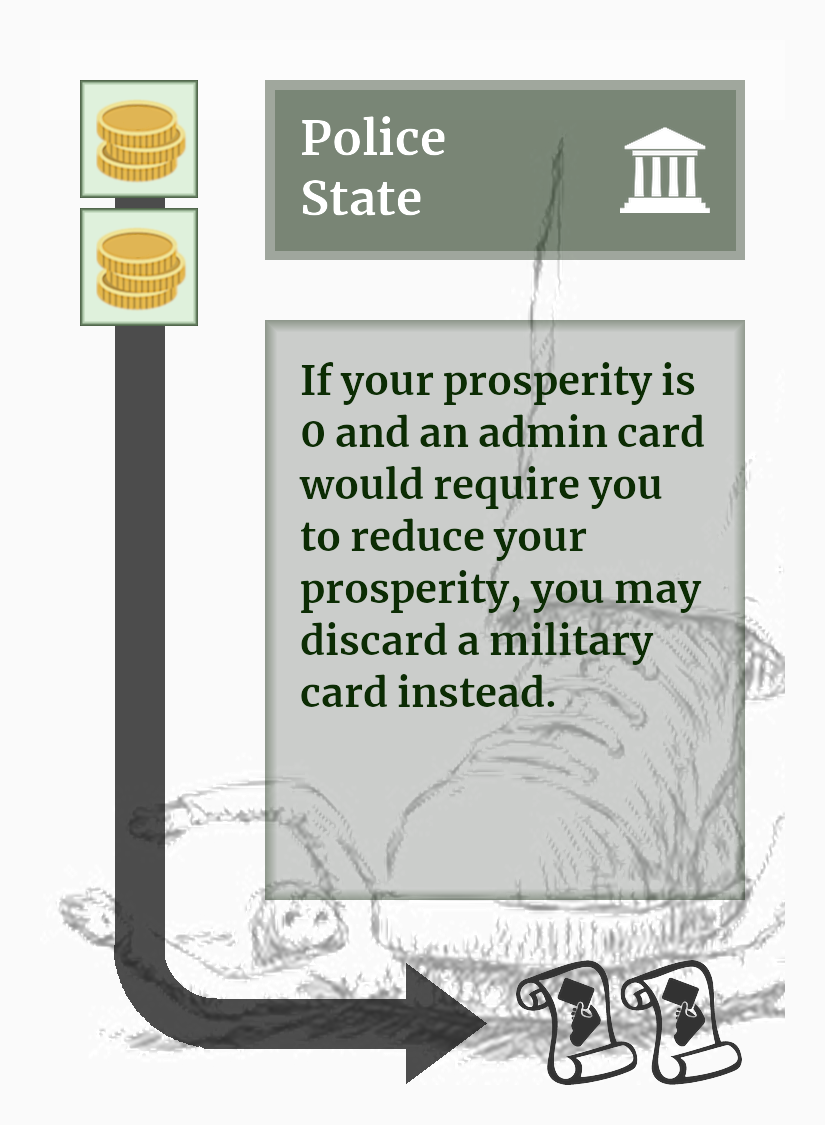 Police
State
If your prosperity is
0 and an admin card
would require you
to reduce your
prosperity, you may
discard a military
card instead.